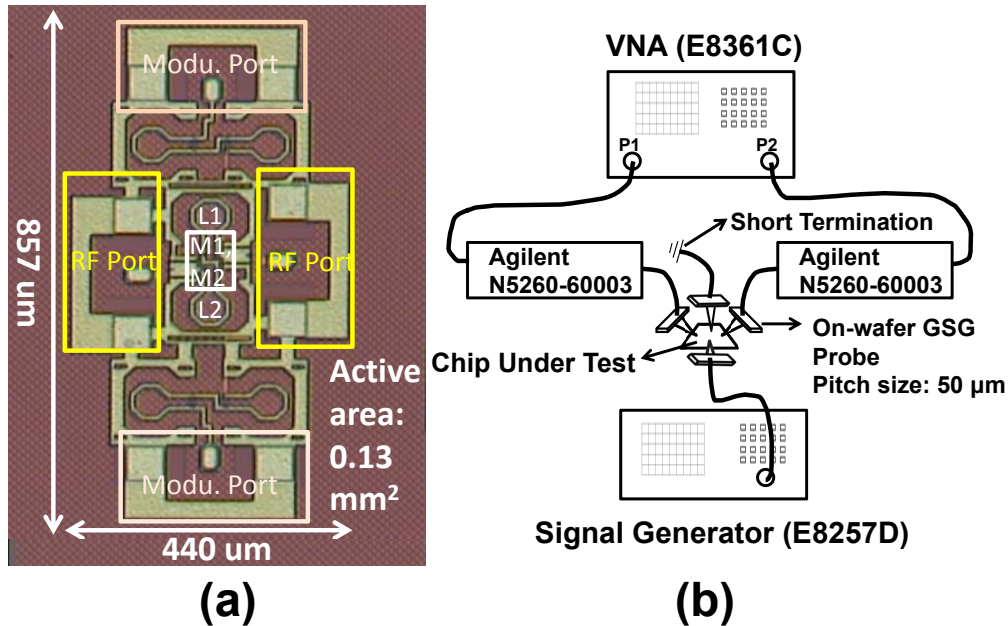 Modu. Port
857 um
RF Port
L1
M1,
M2
L2
RF Port
Active
area:
0.13
mm²
Modu. Port
440 um
(a)
VNA (E8361C)
P1
P2
Short Termination
Agilent
N5260-60003
Agilent
N5260-60003
On-wafer GSG
Probe
Pitch size: 50 µm
Chip Under Test
Signal Generator (E8257D)
(b)